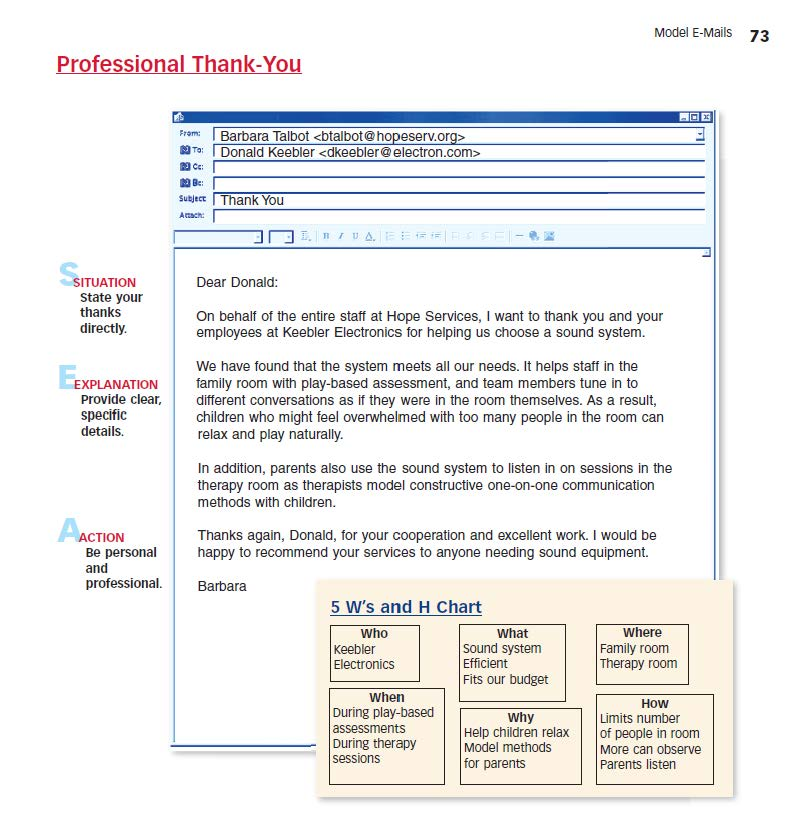 Model E-Mails 73
Professional Thank-You
From: Barbara Talbot <btalbot@hopeserv.org>
To: Donald Keebler <dkeebler@electron.com>
Cc:
Bc:
Subject: Thank You
Attach:
B I U A
SITUATION
State your
thanks
directly.
EXPLANATION
Provide clear,
specific
details.
ACTION
Be personal
and
professional.
Dear Donald:
On behalf of the entire staff at Hope Services, I want to thank you and your
employees at Keebler Electronics for helping us choose a sound system.
We have found that the system meets all our needs. It helps staff in the
family room with play-based assessment, and team members tune in to
different conversations as if they were in the room themselves. As a result,
children who might feel overwhelmed with too many people in the room can
relax and play naturally.
In addition, parents also use the sound system to listen in on sessions in the
therapy room as therapists model constructive one-on-one communication
methods with children.
Thanks again, Donald, for your cooperation and excellent work. I would be
happy to recommend your services to anyone needing sound equipment.
Barbara
5 W's and H Chart
Who
Keebler
Electronics
What
Sound system
Efficient
Fits our budget
Where
Family room
Therapy room
When
During play-based
assessments
During therapy
sessions
Why
Help children relax
Model methods
for parents
How
Limits number
of people in room
More can observe
Parents listen